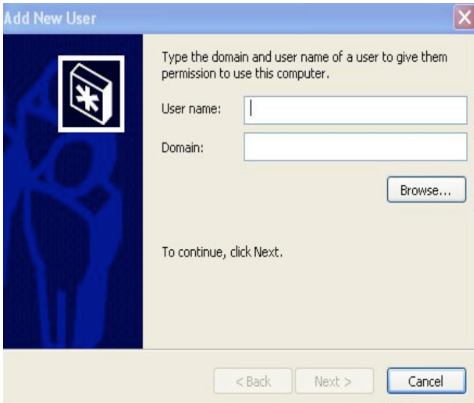 Add New User
Type the domain and user name of a user to give them
permission to use this computer.
User name:
Domain:
Browse...
To continue, click Next.
< Back Next > Cancel